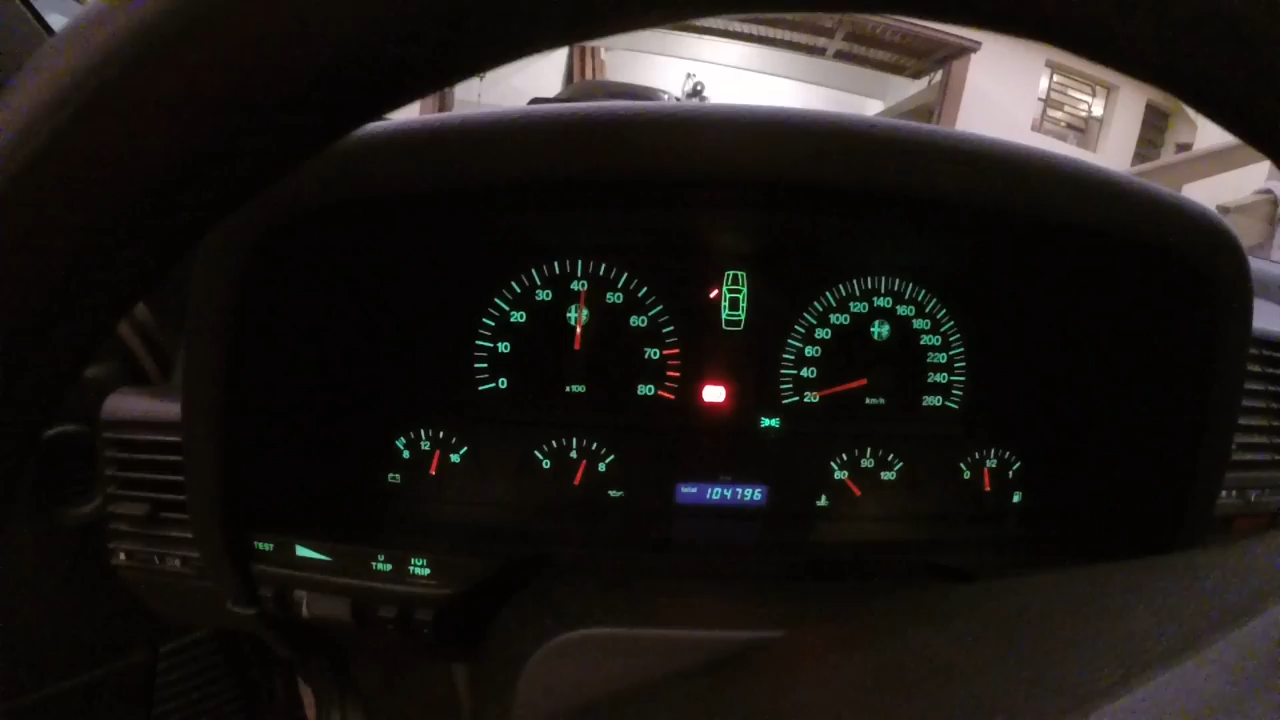 0 10 20 30 40 50 60 70 80
x100
20 40 60 80 100 120 140 160 180 200 220 240 260
km/h
8 12 16
0 4 8
total 104796
60 90 120
0 1/2 1
TEST
0 TRIP
TOT TRIP